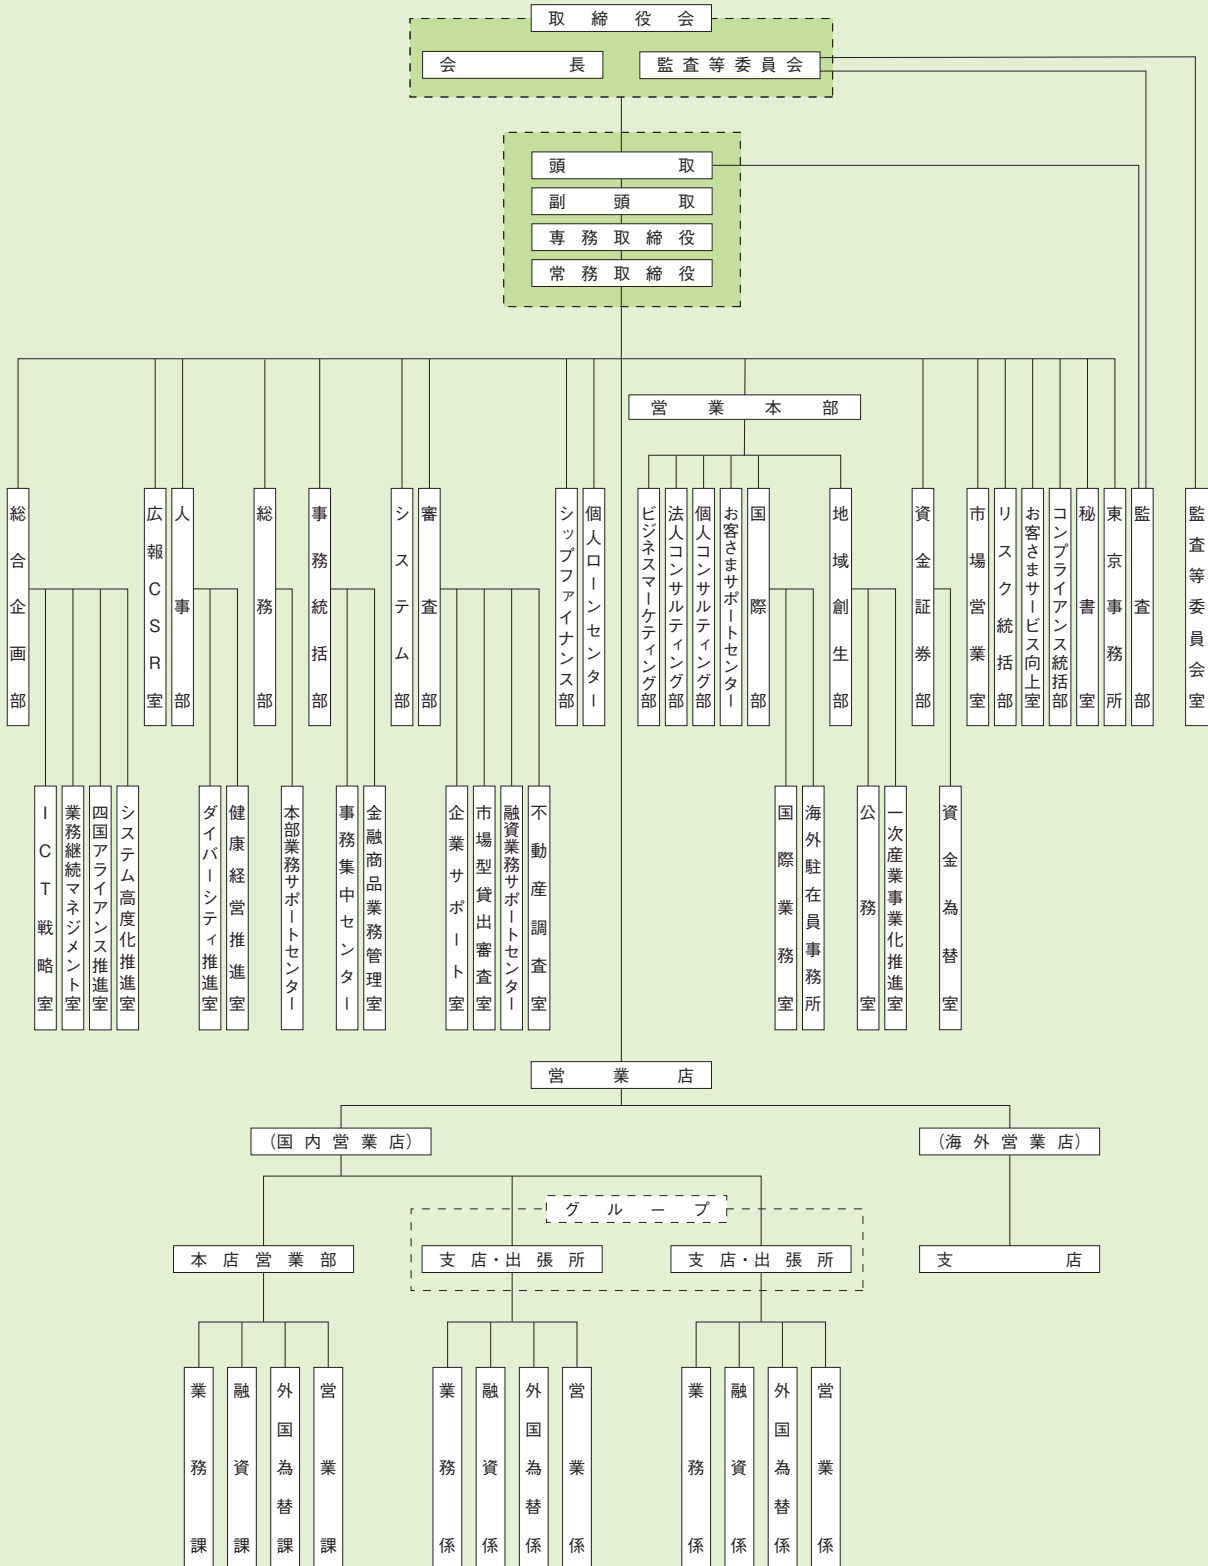 取締役会
会長
監査等委員会
頭取
副頭取
専務取締役
常務取締役
営業本部
総合企画部
広報CSR室
人事部
総務部
事務統括部
システム部
審査部
シップファイナンス部
個人ローンセンター
ビジネスマーケティング部
法人コンサルティング部
個人コンサルティング部
お客さまサポートセンター
国際部
地域創生部
資金証券部
市場営業室
リスク統括部
お客さまサービス向上室
コンプライアンス統括部
秘書室
東京事務所
監査部
監査等委員会室
ICT戦略室
業務継続マネジメント室
四国アライアンス推進室
システム高度化推進室
ダイバーシティ推進室
健康経営推進室
本部業務サポートセンター
事務集中センター
金融商品業務管理室
企業サポート室
市場型貸出審査室
融資業務サポートセンター
不動産調査室
国際業務室
海外駐在員事務所
公務室
一次産業事業化推進室
資金為替室
営業店
(国内営業店)
(海外営業店)
グループ
本店営業部
支店・出張所
支店・出張所
支店
業務課
融資課
外国為替課
営業課
業務係
融資係
外国為替係
営業係
業務係
融資係
外国為替係
営業係